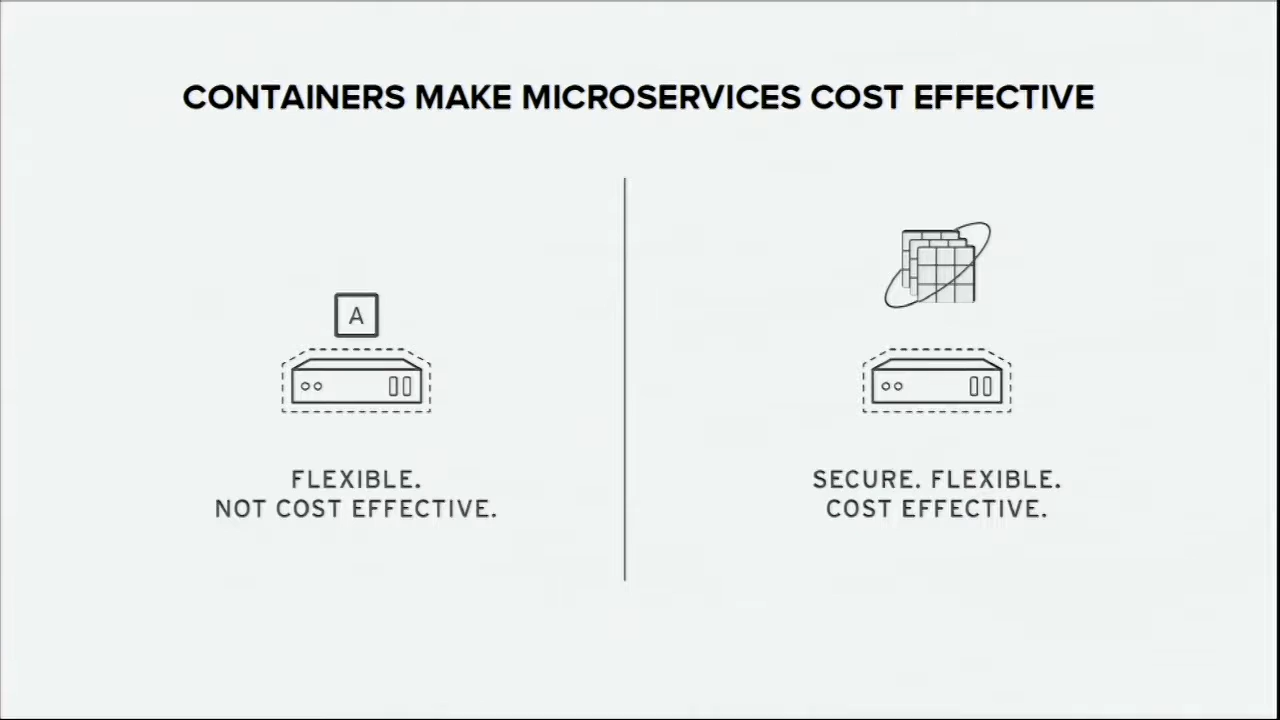 CONTAINERS MAKE MICROSERVICES COST EFFECTIVE
A
FLEXIBLE.
NOT COST EFFECTIVE.
SECURE. FLEXIBLE.
COST EFFECTIVE.